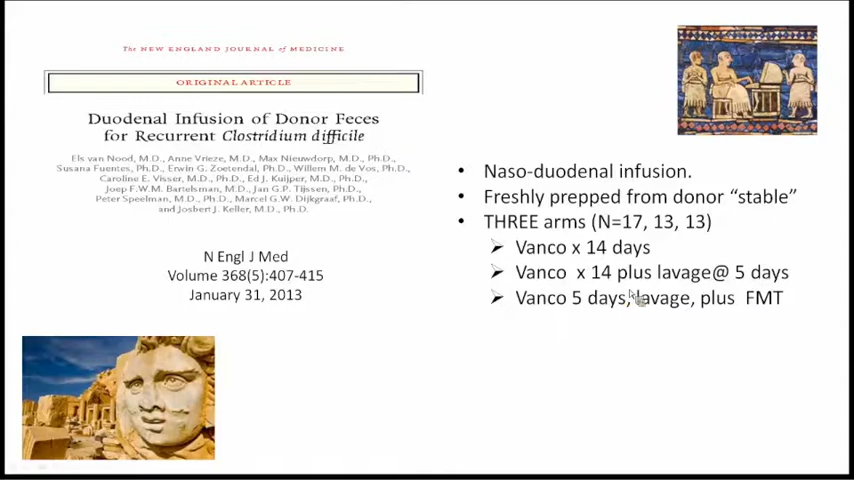 The NEW ENGLAND JOURNAL of MEDICINE
ORIGINAL ARTICLE
Duodenal Infusion of Donor Feces
for Recurrent Clostridium difficile
Els van Nood, M.D., Anne Vrieze, M.D., Max Nieuwdorp, M.D., Ph.D.,
Susana Fuentes, Ph.D., Erwin G. Zoetendal, Ph.D., Willem M. de Vos, Ph.D.,
Caroline E. Visser, M.D., Ph.D., Ed J. Kuijper, M.D., Ph.D.,
Joep F.W.M. Bartelsman, M.D., Jan G.P. Tijssen, Ph.D.,
Peter Speelman, M.D., Ph.D., Marcel G.W. Dijkgraaf, Ph.D.,
and Josbert J. Keller, M.D., Ph.D.
N Engl J Med
Volume 368(5):407-415
January 31, 2013
• Naso-duodenal infusion.
• Freshly prepped from donor “stable”
• THREE arms (N=17, 13, 13)
➢ Vanco x 14 days
➢ Vanco x 14 plus lavage@ 5 days
➢ Vanco 5 days, lavage, plus FMT